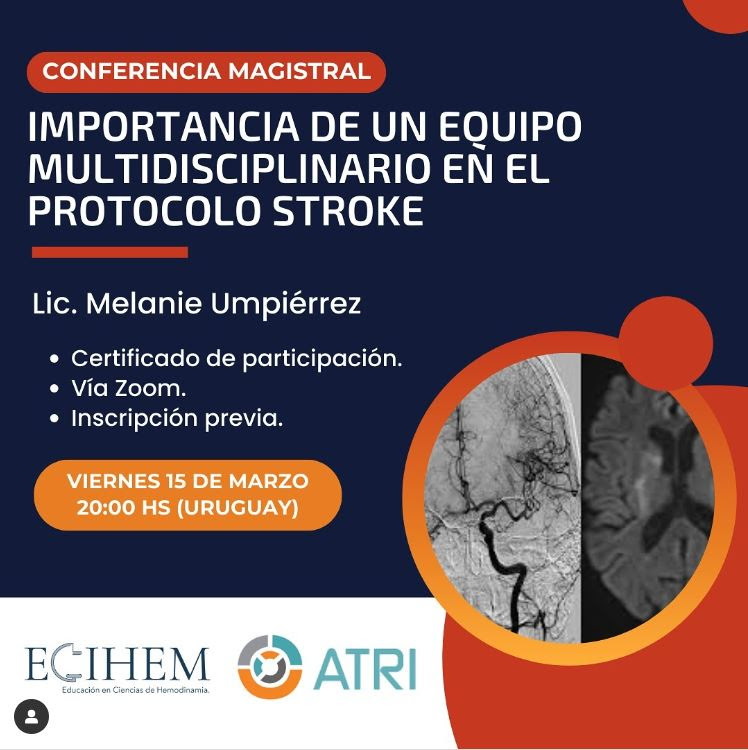 CONFERENCIA MAGISTRAL
IMPORTANCIA DE UN EQUIPO
MULTIDISCIPLINARIO EǸ EL
PROTOCOLO STROKE
Lic. Melanie Umpiérrez
• Certificado de participación.
• Vía Zoom.
• Inscripción previa.
VIERNES 15 DE MARZO
20:00 HS (URUGUAY)
ECIHEM
Educación en Ciencias de Hemodinamia.
ATRI